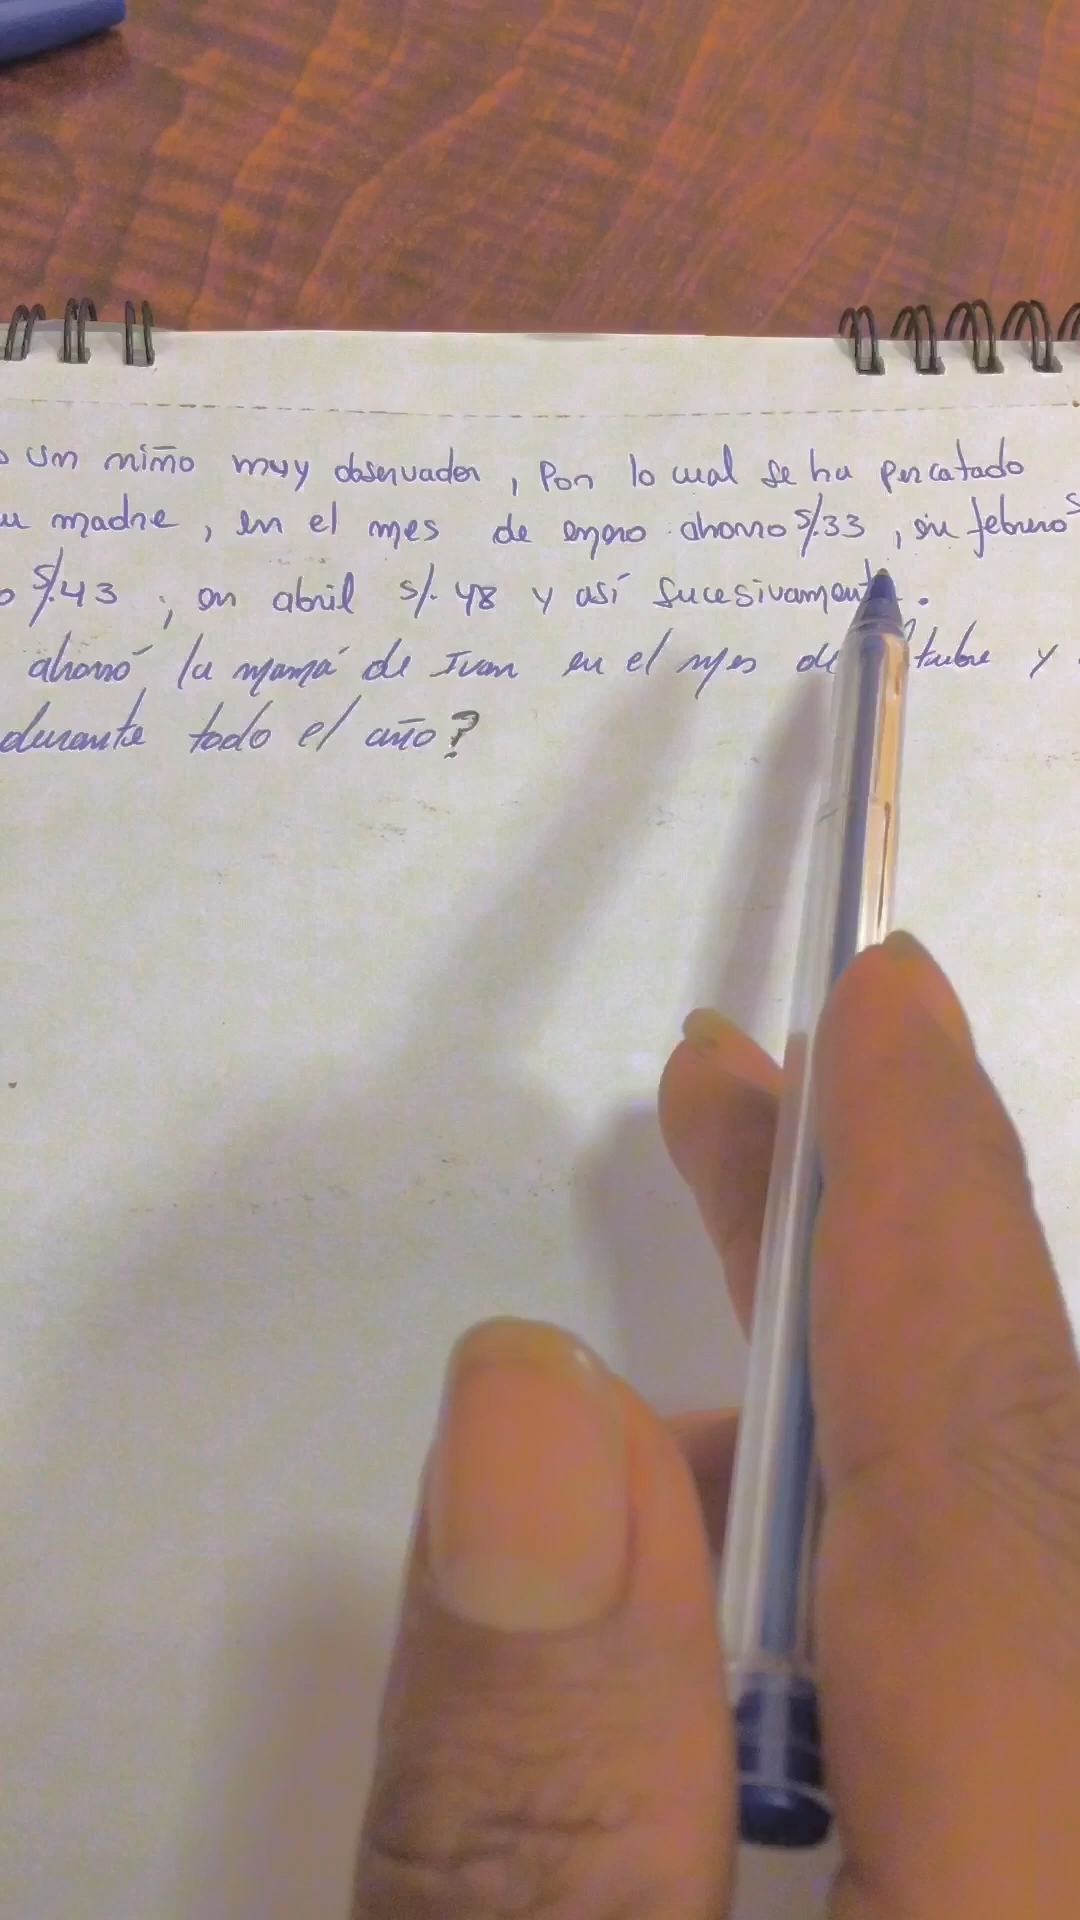 un niño muy observador, Por lo cual se ha percatado
madre, en el mes de enero ahorro S/.33, en febrero
S/.43, en abril S/. 48 y así sucesivamente.
ahorró la mamá de Ivan en el mes de y
durante todo el año?